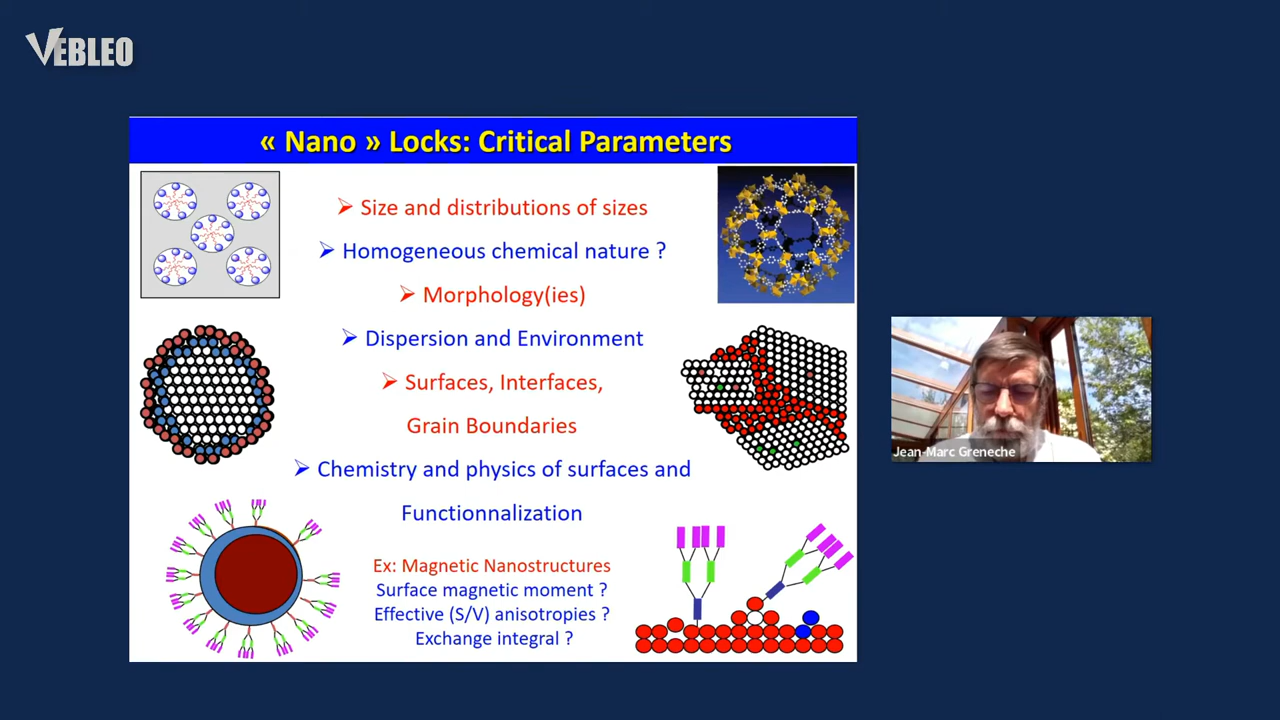 VEBLEO
« Nano » Locks: Critical Parameters
➢ Size and distributions of sizes
➢ Homogeneous chemical nature ?
➢ Morphology(ies)
➢ Dispersion and Environment
➢ Surfaces, Interfaces,
Grain Boundaries
➢ Chemistry and physics of surfaces and
Functionnalization
Ex: Magnetic Nanostructures
Surface magnetic moment ?
Effective (S/V) anisotropies ?
Exchange integral ?
Jean-Marc Greneche